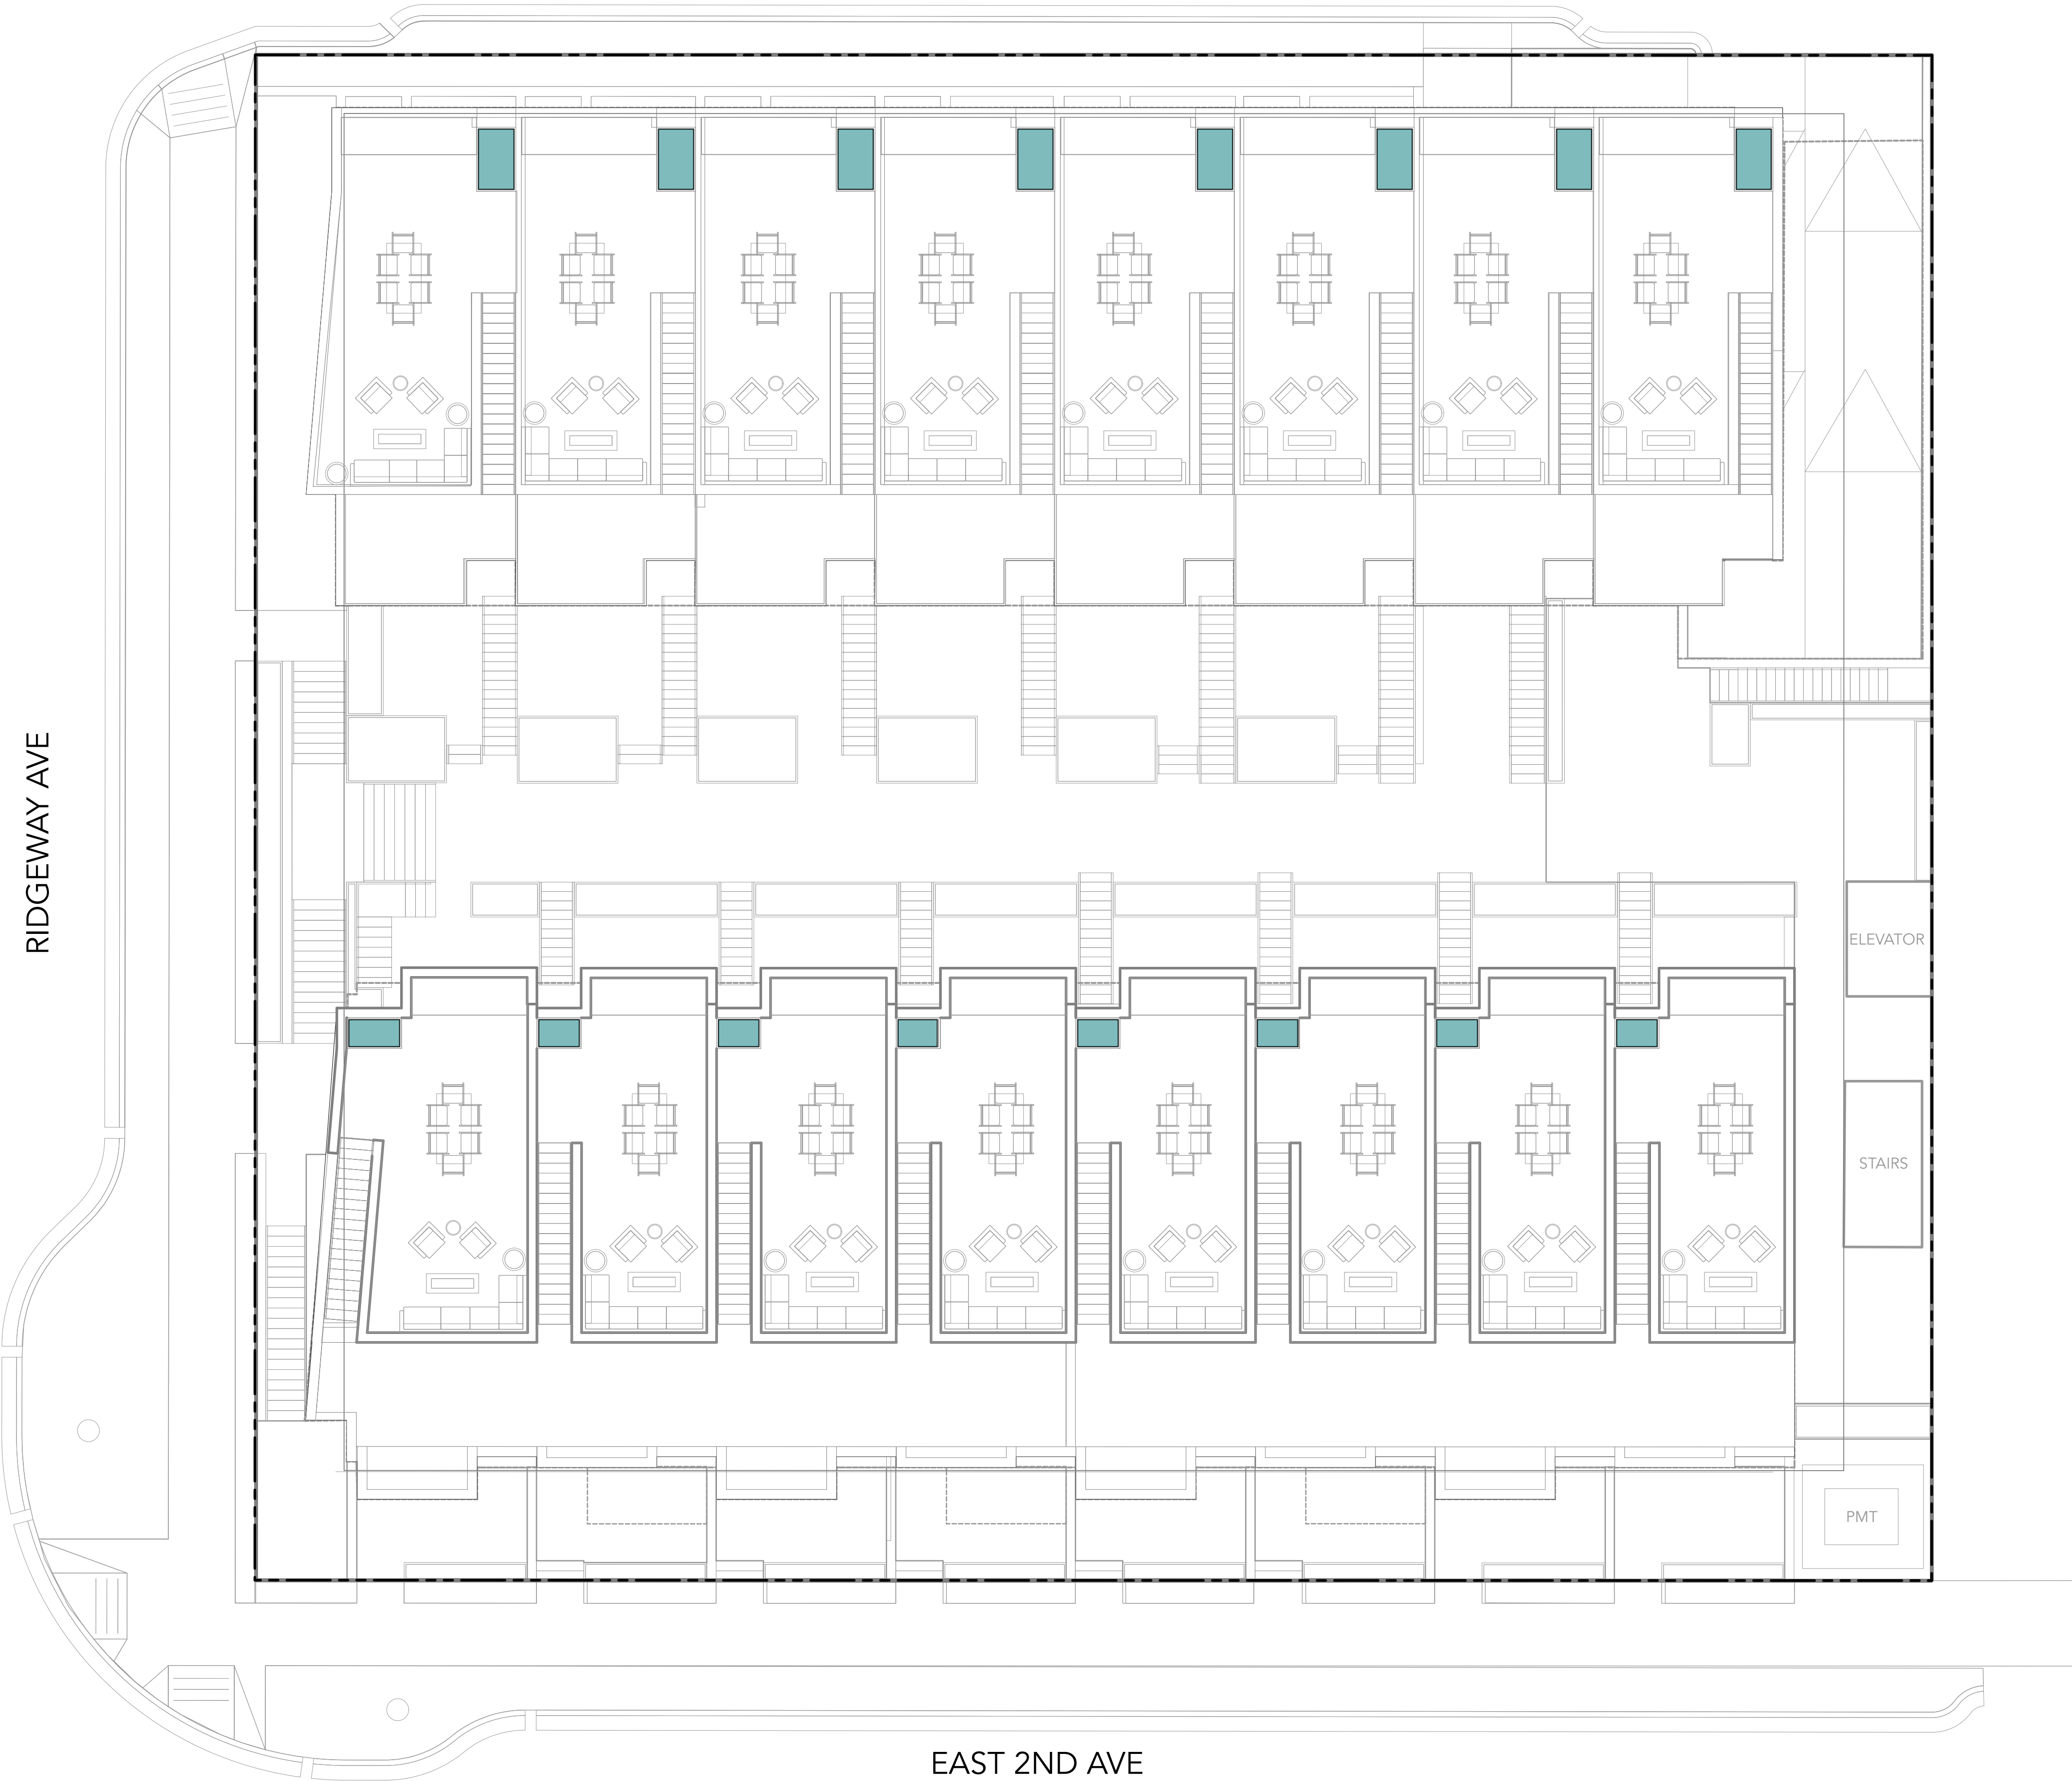 RIDGEWAY AVE
ELEVATOR
STAIRS
PMT
EAST 2ND AVE